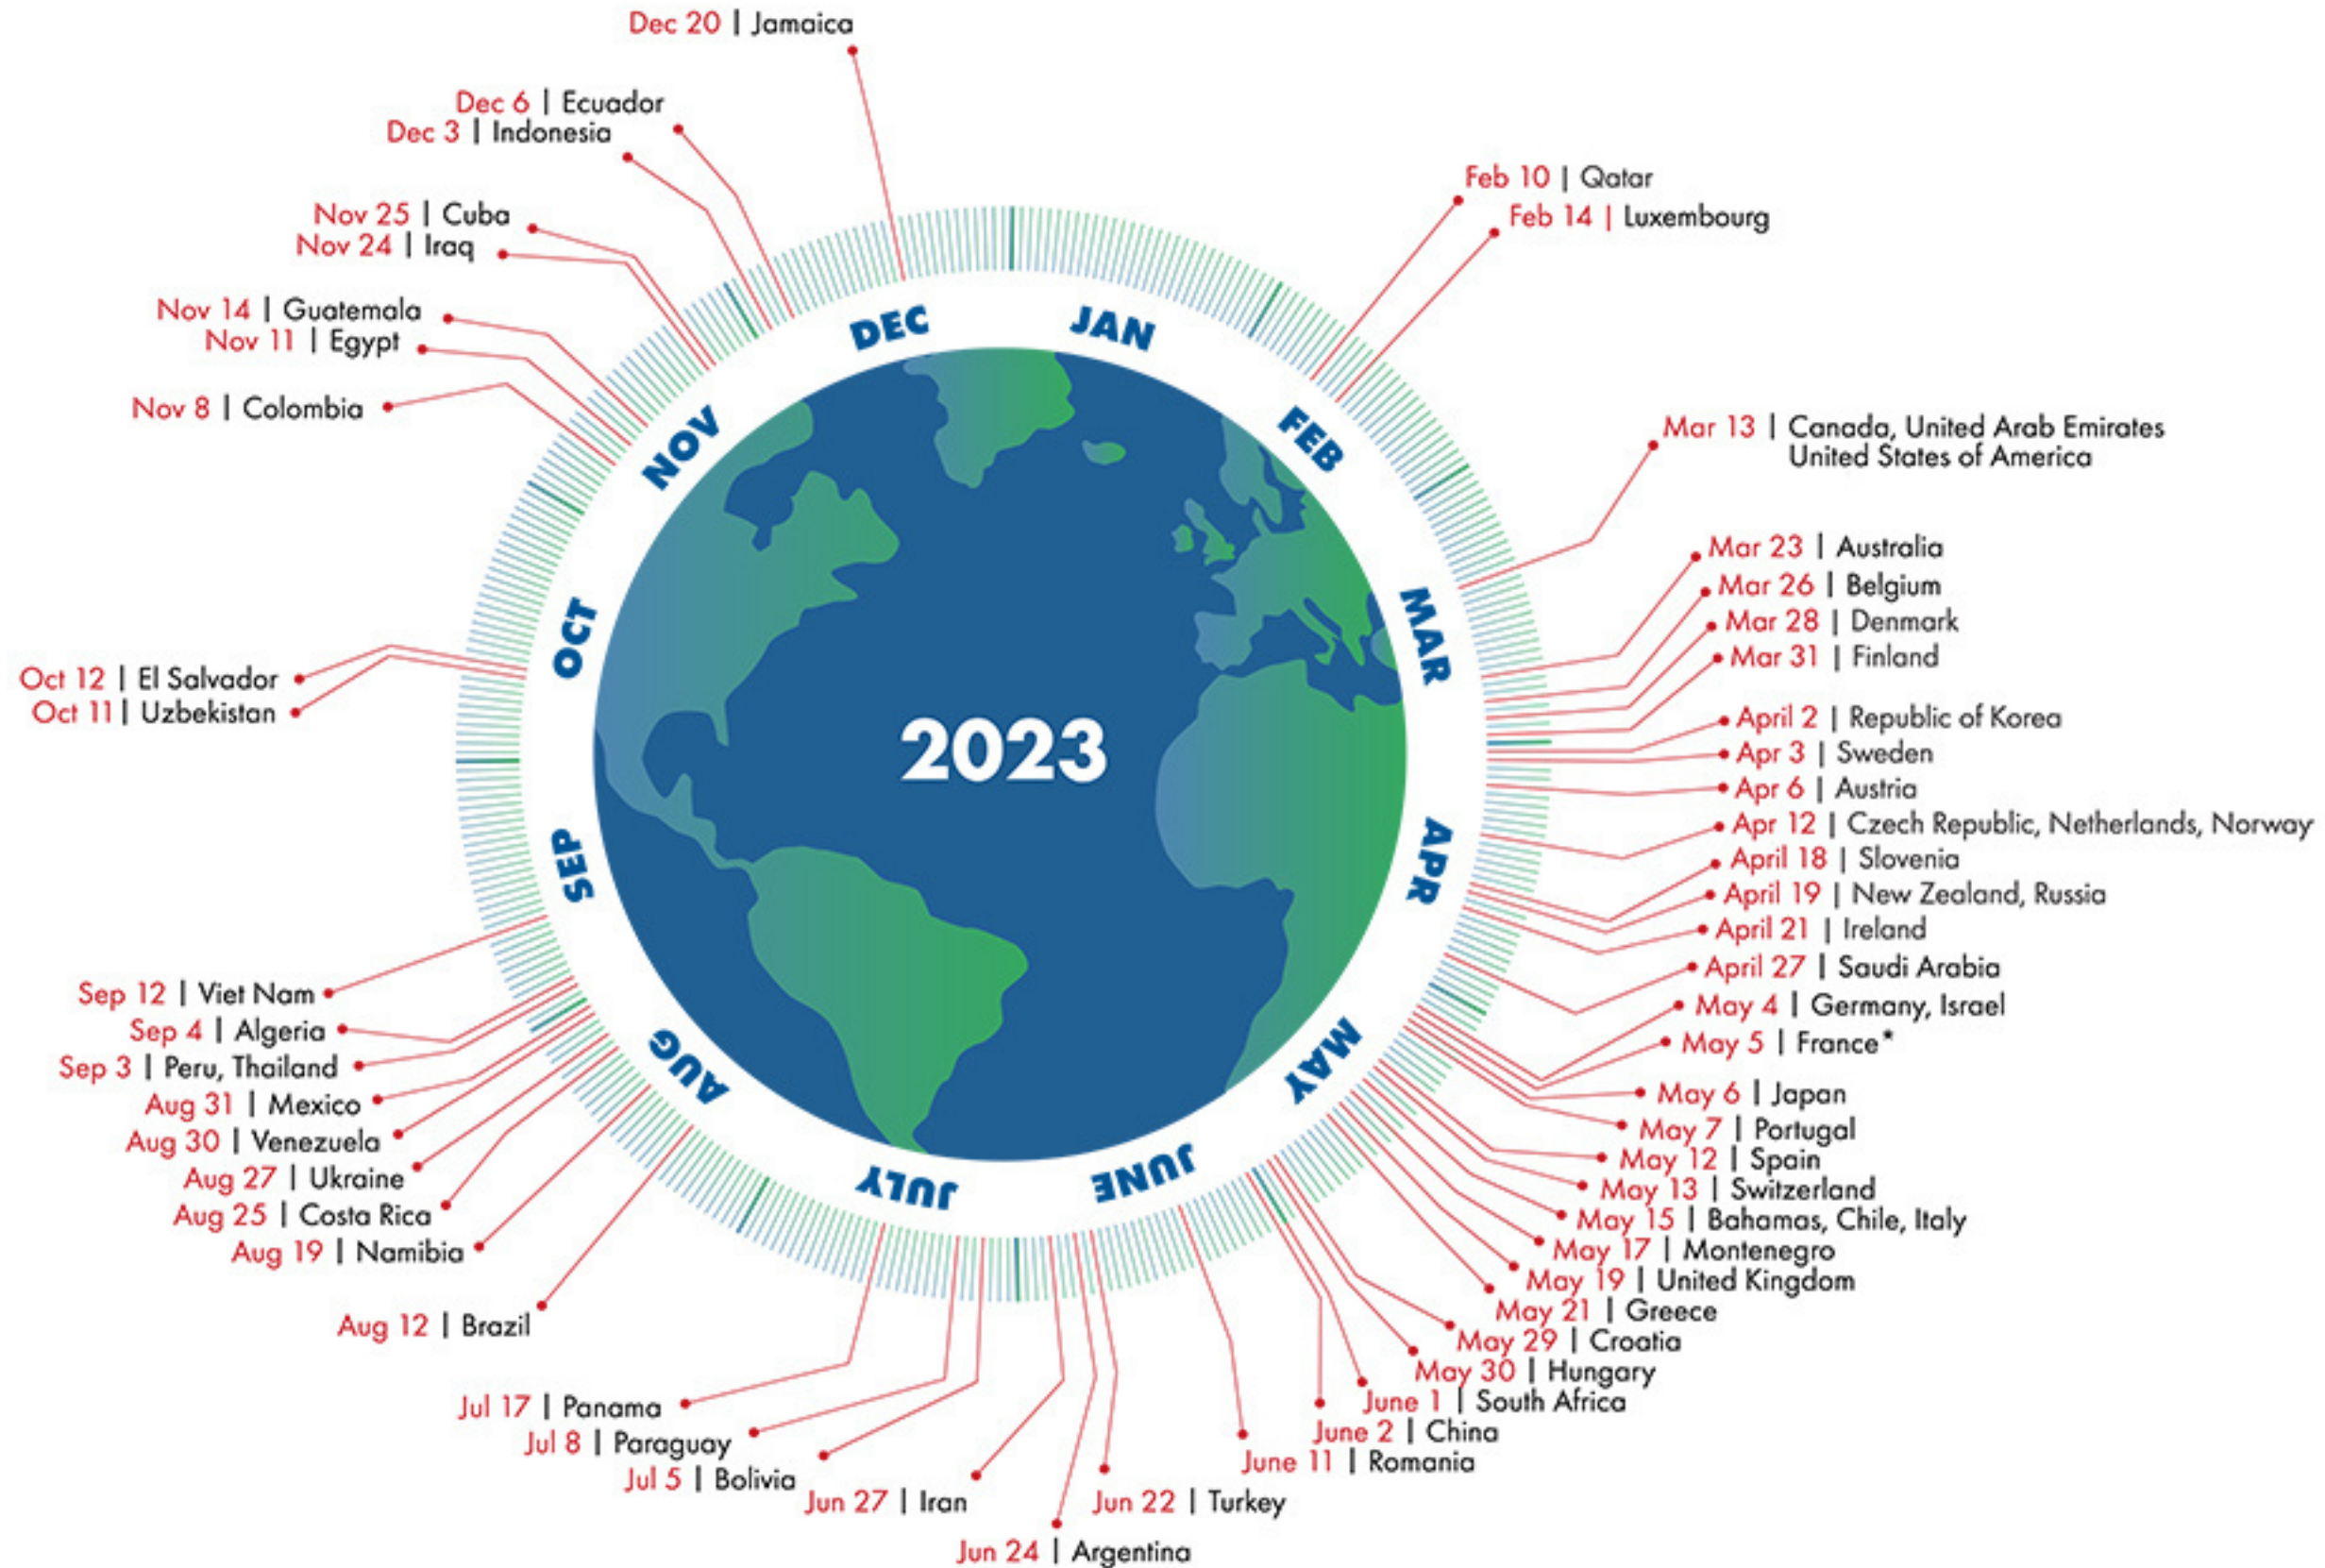 Dec 20 | Jamaica
Dec 6 | Ecuador
Dec 3 | Indonesia
Nov 25 | Cuba
Nov 24 | Iraq
Nov 14 | Guatemala
Nov 11 | Egypt
Nov 8 | Colombia
Oct 12 | El Salvador
Oct 11 | Uzbekistan
Sep 12 | Viet Nam
Sep 4 | Algeria
Sep 3 | Peru, Thailand
Aug 31 | Mexico
Aug 30 | Venezuela
Aug 27 | Ukraine
Aug 25 | Costa Rica
Aug 19 | Namibia
Aug 12 | Brazil
Jul 17 | Panama
Jul 8 | Paraguay
Jul 5 | Bolivia
Jun 27 | Iran
Jun 24 | Argentina
Jun 22 | Turkey
Feb 10 | Qatar
Feb 14 | Luxembourg
Mar 13 | Canada, United Arab Emirates
United States of America
Mar 23 | Australia
Mar 26 | Belgium
Mar 28 | Denmark
Mar 31 | Finland
April 2 | Republic of Korea
Apr 3 | Sweden
Apr 6 | Austria
Apr 12 | Czech Republic, Netherlands, Norway
April 18 | Slovenia
April 19 | New Zealand, Russia
April 21 | Ireland
April 27 | Saudi Arabia
May 4 | Germany, Israel
May 5 | France*
May 6 | Japan
May 7 | Portugal
May 12 | Spain
May 13 | Switzerland
May 15 | Bahamas, Chile, Italy
May 17 | Montenegro
May 19 | United Kingdom
May 21 | Greece
May 29 | Croatia
May 30 | Hungary
June 1 | South Africa
June 2 | China
June 11 | Romania
JAN
FEB
MAR
APR
MAY
JUNE
JULY
AUG
SEP
OCT
NOV
DEC
2023